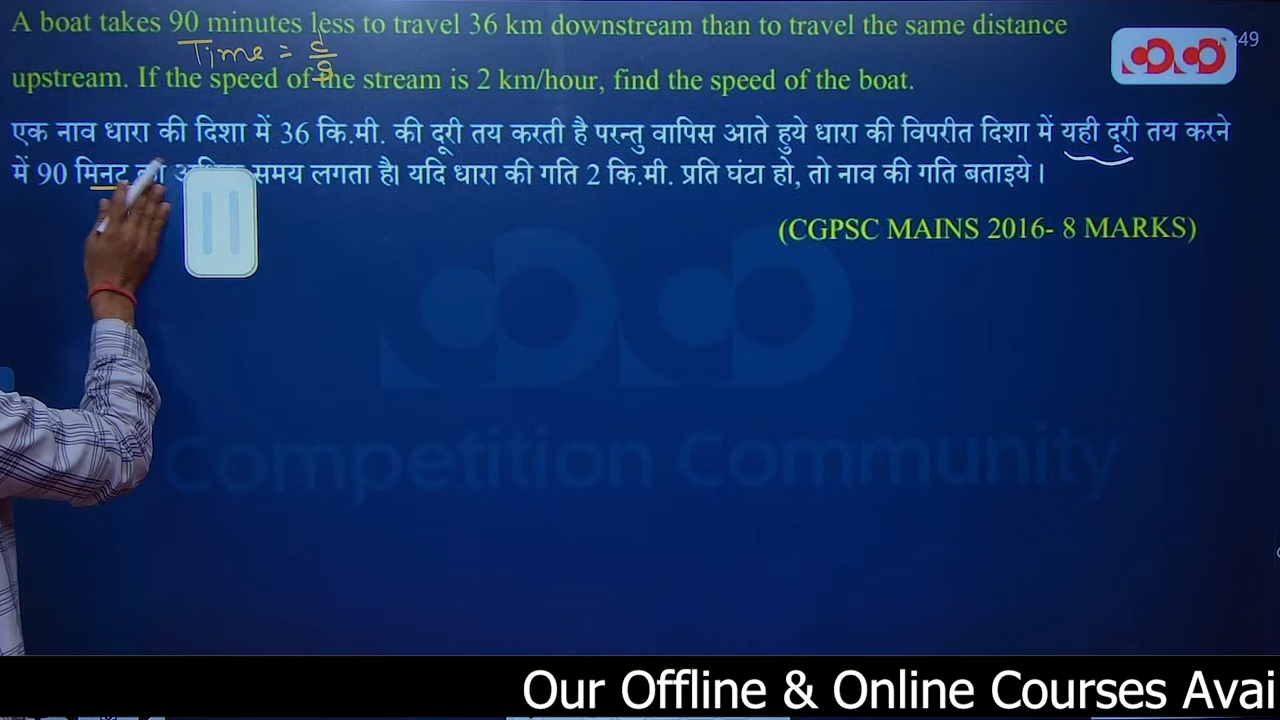 A boat takes 90 minutes less to travel 36 km downstream than to travel the same distance
Time = d/s
upstream. If the speed of the stream is 2 km/hour, find the speed of the boat.
एक नाव धारा की दिशा में 36 कि.मी. की दूरी तय करती है परन्तु वापिस आते हुये धारा की विपरीत दिशा में यही दूरी तय करने
में 90 मिनट समय लगता है। यदि धारा की गति 2 कि.मी. प्रति घंटा हो, तो नाव की गति बताइये।
(CGPSC MAINS 2016- 8 MARKS)
Competition Community
Our Offline & Online Courses Avai